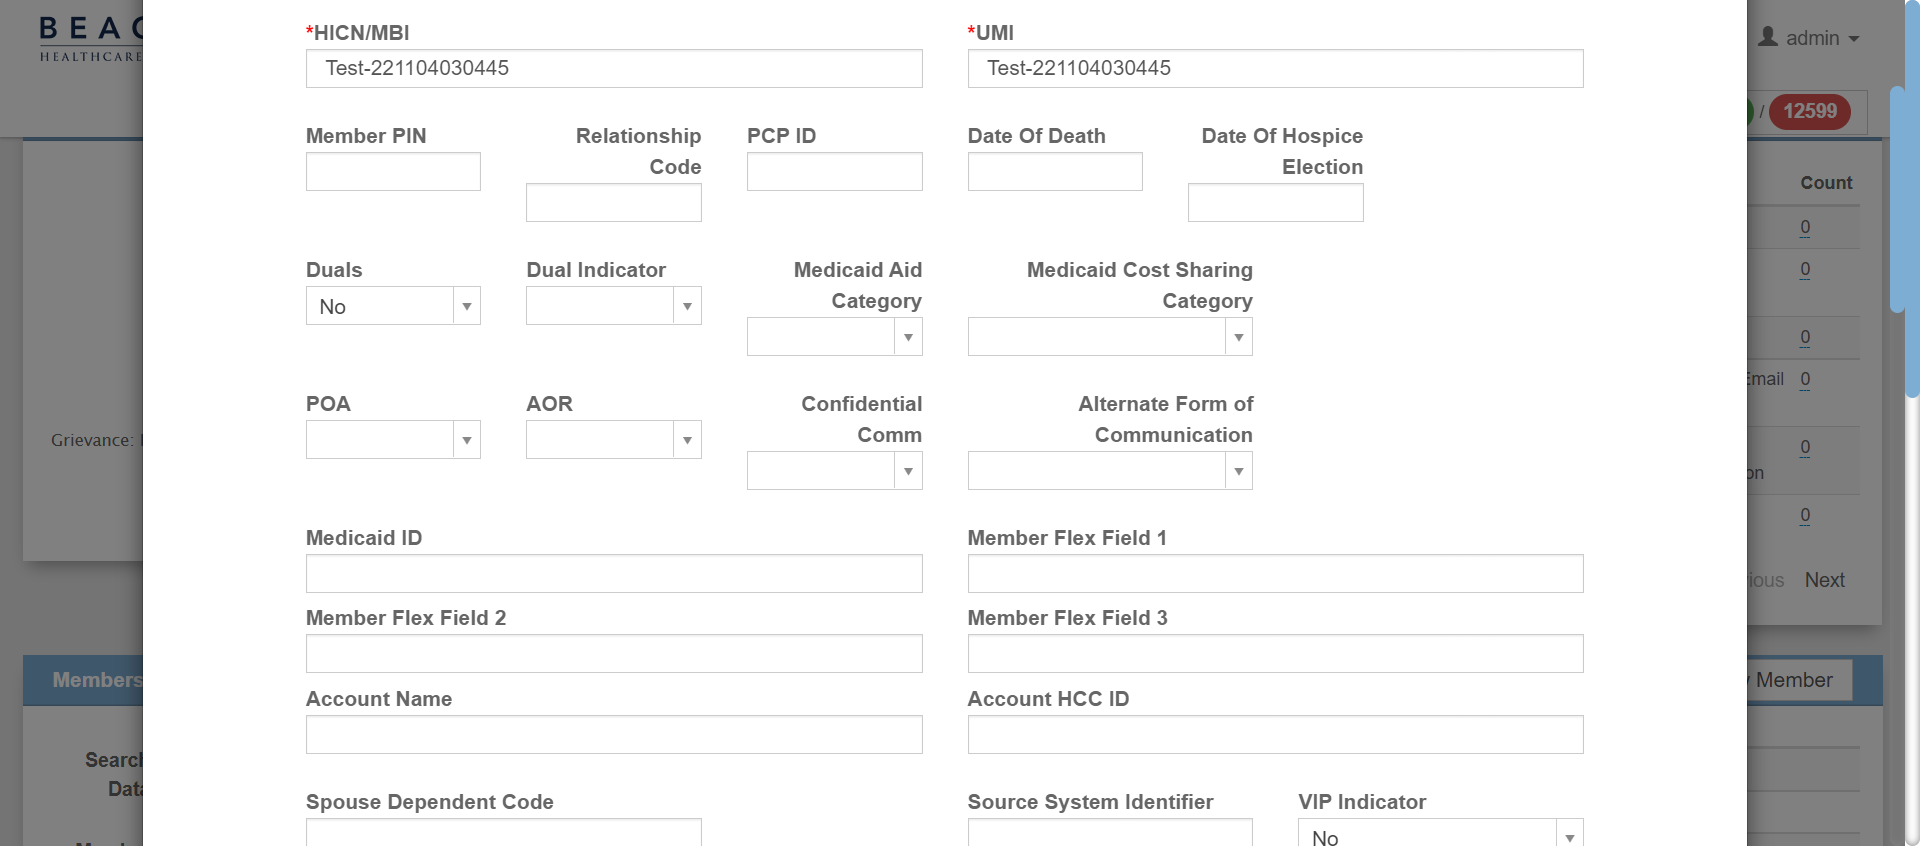 *HICN/MBI
*UMI
Test-221104030445
Test-221104030445
Member PIN
Relationship
Code
PCP ID
Date Of Death
Date Of Hospice
Election
Duals
Dual Indicator
Medicaid Aid
Category
Medicaid Cost Sharing
Category
No
POA
AOR
Confidential
Comm
Alternate Form of
Communication
Medicaid ID
Member Flex Field 1
Member Flex Field 2
Member Flex Field 3
Account Name
Account HCC ID
Spouse Dependent Code
Source System Identifier
VIP Indicator
No
BEAC
HEALTHCARE
admin
/ 12599
Count
0
0
0
Email 0
0
on
0
Grievance:
ious Next
Members
Member
Search
Data